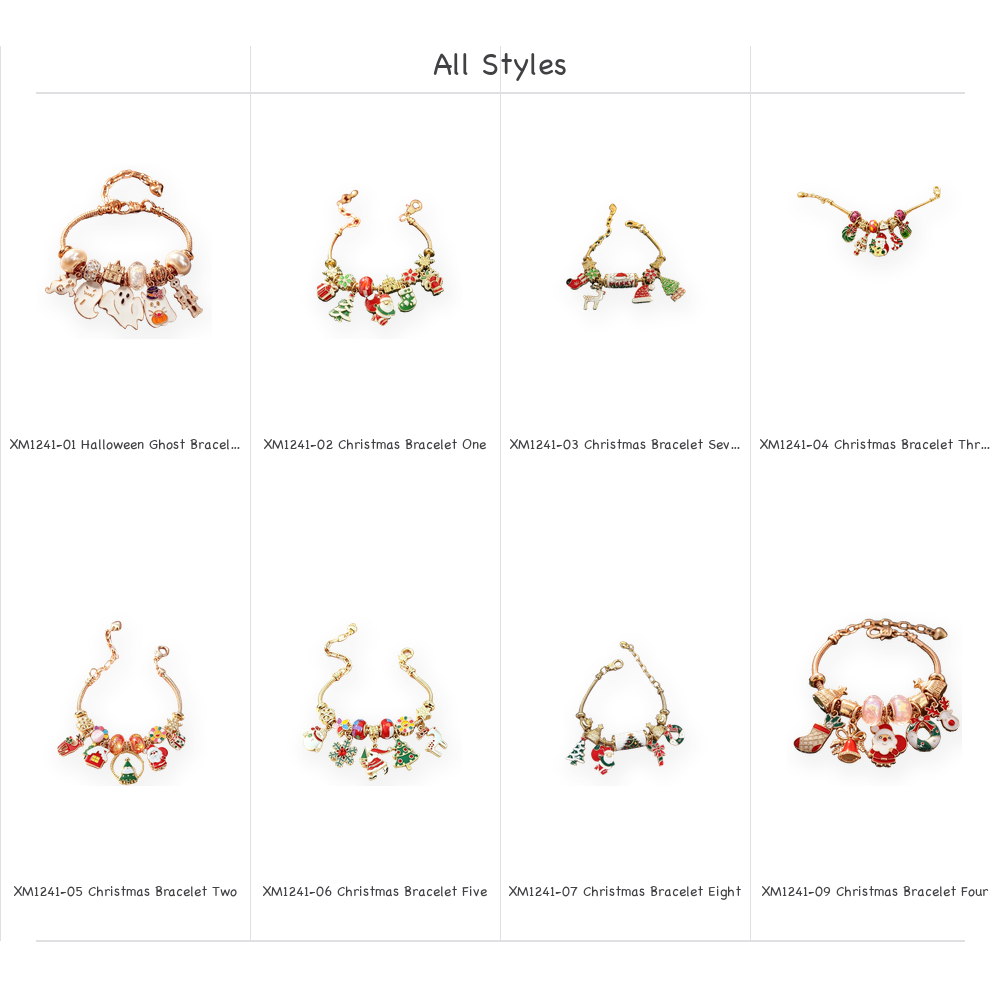 All Styles
XM1241-01 Halloween Ghost Bracel...
XM1241-02 Christmas Bracelet One
XM1241-03 Christmas Bracelet Sev...
XM1241-04 Christmas Bracelet Thr...
XM1241-05 Christmas Bracelet Two
XM1241-06 Christmas Bracelet Five
XM1241-07 Christmas Bracelet Eight
XM1241-09 Christmas Bracelet Four